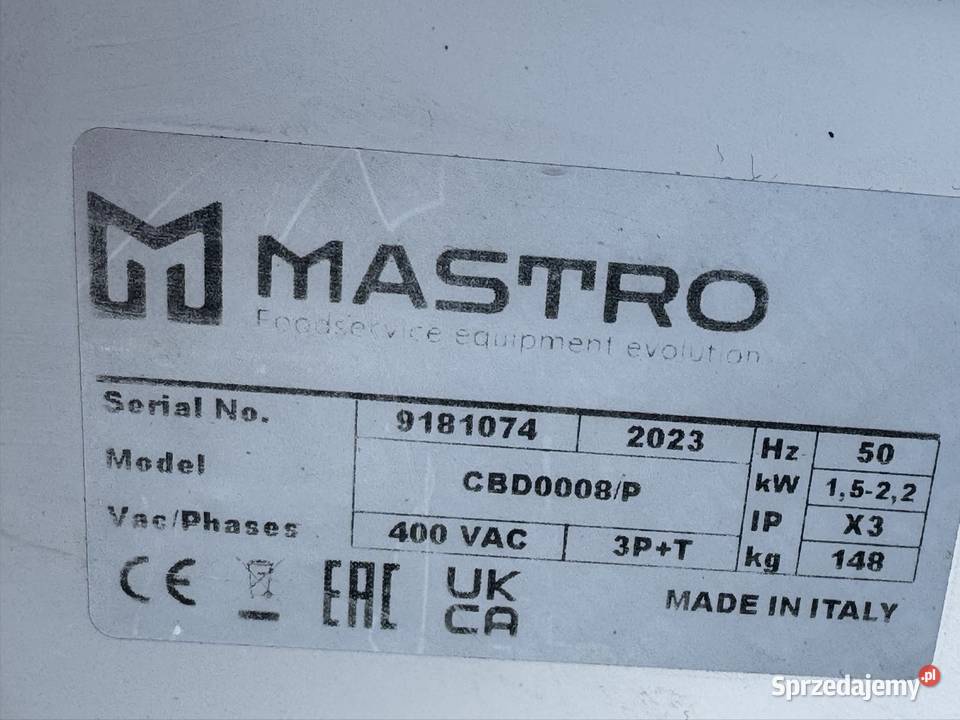 MASTRO
Foodservice equipment evolution
Serial No. 9181074 2023 Hz 50
Model CBD0008/P kW 1,5-2,2
Vac/Phases 400 VAC 3P+T IP X3
kg 148
CE EAC UK CA MADE IN ITALY
Sprzedajemy.pl